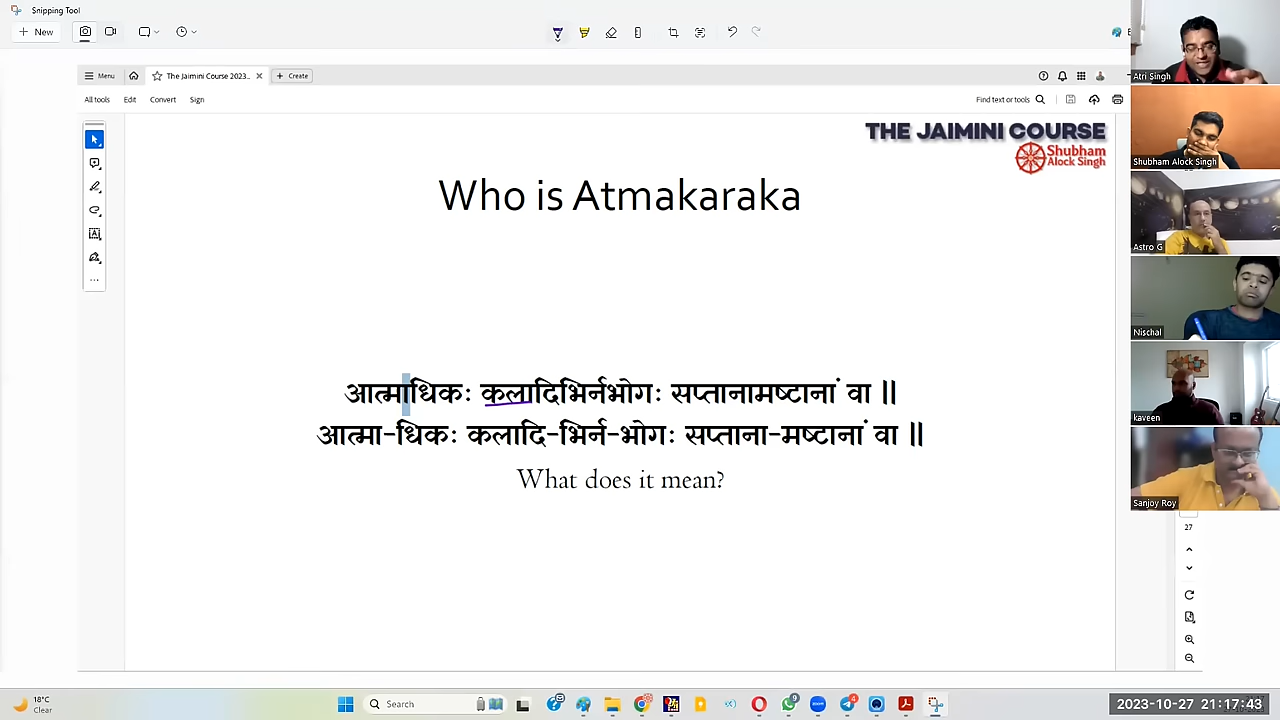 Snipping Tool
New
Menu
The Jaimini Course 2023...
Create
All tools
Edit
Convert
Sign
Find text or tools
THE JAIMINI COURSE
Shubham
Alock Singh
Who is Atmakaraka
आत्माधिकः कलादिभिर्नभोगः सप्तानामष्टानां वा ||
आत्मा-धिकः कलादि-भिर्न-भोगः सप्ताना-मष्टानां वा ||
What does it mean?
Atri Singh
Shubham Alock Singh
Astro G
Nischal
kaveen
Sanjoy Roy
27
18°C
Clear
Search
2023-10-27 21:17:43